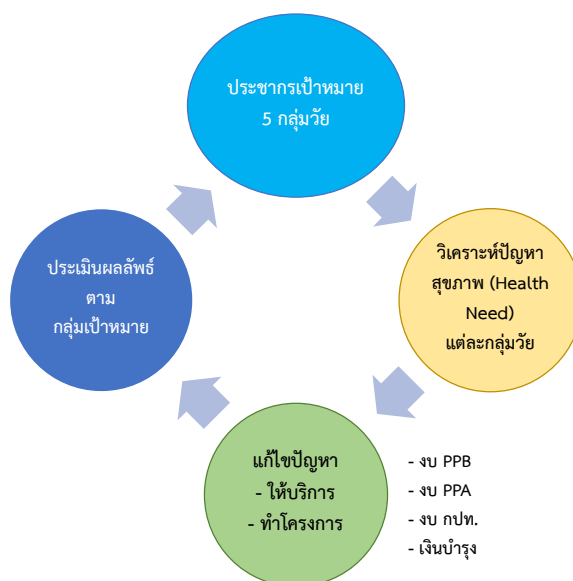 ประชากรเป้าหมาย
5 กลุ่มวัย
วิเคราะห์ปัญหา
สุขภาพ (Health
Need)
แต่ละกลุ่มวัย
แก้ไขปัญหา
- ให้บริการ
- ทำโครงการ
- งบ PPB
- งบ PPA
- งบ กปท.
- เงินบำรุง
ประเมินผลลัพธ์
ตาม
กลุ่มเป้าหมาย